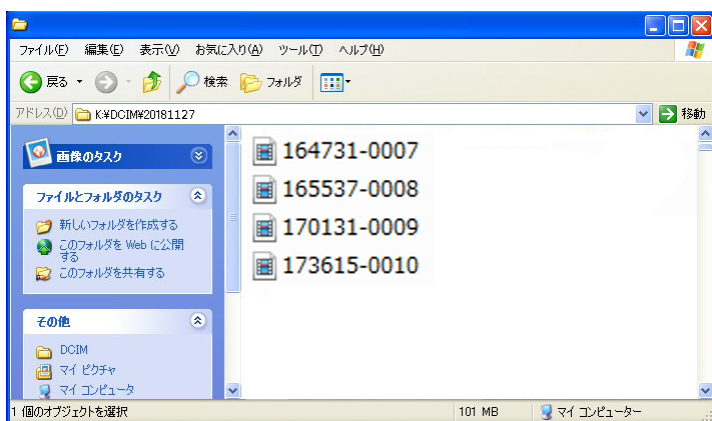 ファイル(F) 編集(E) 表示(V) お気に入り(A) ツール(T) ヘルプ(H)
戻る 検索 フォルダ
アドレス(D) K:¥DCIM¥20181127 移動
画像のタスク
ファイルとフォルダのタスク
新しいフォルダを作成する
このフォルダを Web に公開
する
このフォルダを共有する
その他
DCIM
マイ ピクチャ
マイ コンピュータ
164731-0007
165537-0008
170131-0009
173615-0010
1 個のオブジェクトを選択 101 MB マイ コンピューター